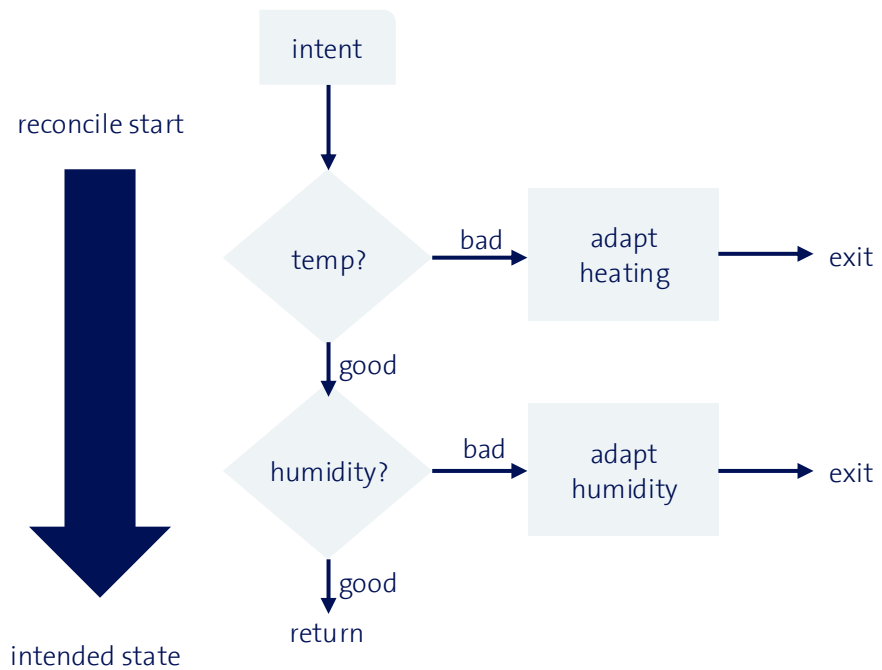 intent
reconcile start
temp?
bad
adapt
heating
exit
good
humidity?
bad
adapt
humidity
exit
good
return
intended state